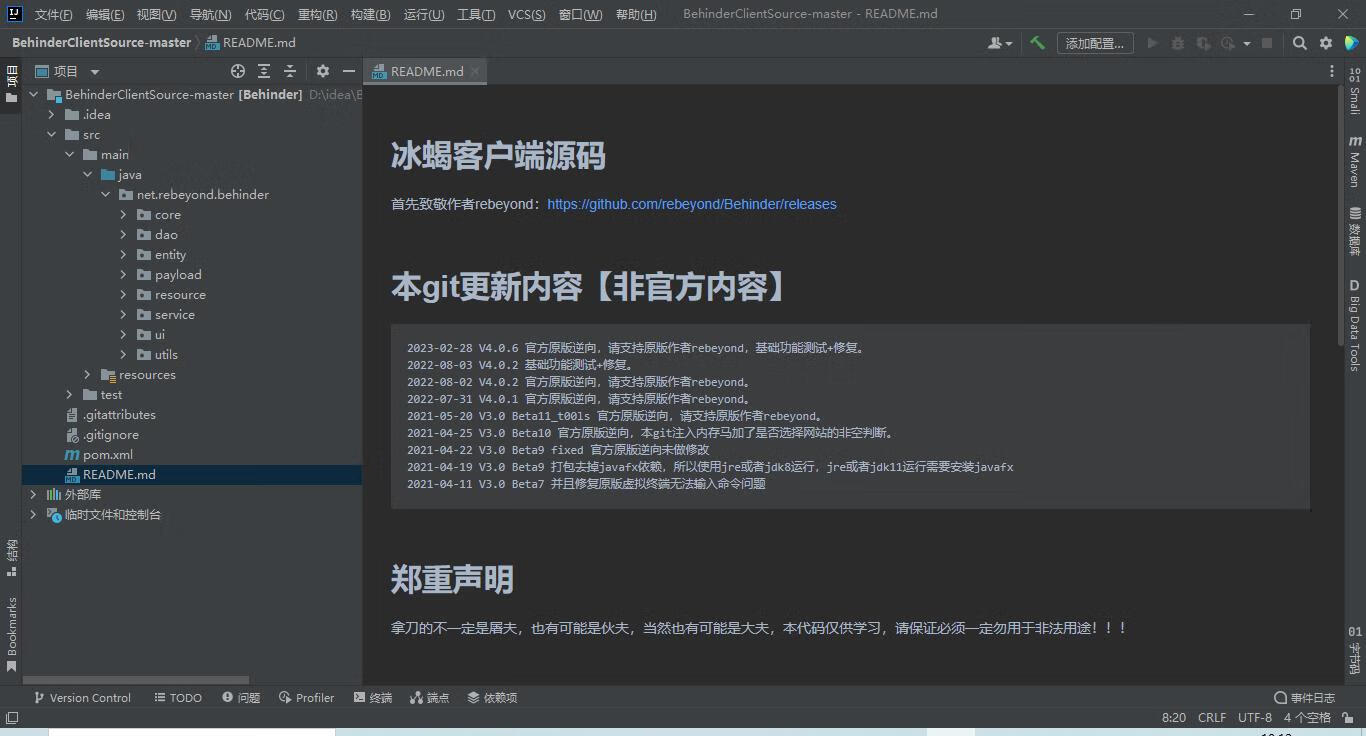 文件(F) 编辑(E) 视图(V) 导航(N) 代码(C) 重构(R) 构建(B) 运行(U) 工具(T) VCS(S) 窗口(W) 帮助(H) BehinderClientSource-master - README.md
BehinderClientSource-master README.md 添加配置...
项目
项目
README.md
BehinderClientSource-master [Behinder] D:\idea\B
.idea
src
main
java
net.rebeyond.behinder
core
dao
entity
payload
resource
service
ui
utils
resources
test
.gitattributes
.gitignore
pom.xml
README.md
外部库
临时文件和控制台
结构
Bookmarks
冰蝎客户端源码
首先致敬作者rebeyond：https://github.com/rebeyond/Behinder/releases
本git更新内容【非官方内容】
2023-02-28 V4.0.6 官方原版逆向，请支持原版作者rebeyond，基础功能测试+修复。
2022-08-03 V4.0.2 基础功能测试+修复。
2022-08-02 V4.0.2 官方原版逆向，请支持原版作者rebeyond。
2022-07-31 V4.0.1 官方原版逆向，请支持原版作者rebeyond。
2021-05-20 V3.0 Beta11_t00ls 官方原版逆向，请支持原版作者rebeyond。
2021-04-25 V3.0 Beta10 官方原版逆向，本git注入内存马加了是否选择网站的非空判断。
2021-04-22 V3.0 Beta9 fixed 官方原版逆向未做修改
2021-04-19 V3.0 Beta9 打包去掉javafx依赖，所以使用jre或者jdk8运行，jre或者jdk11运行需要安装javafx
2021-04-11 V3.0 Beta7 并且修复原版虚拟终端无法输入命令问题
郑重声明
拿刀的不一定是屠夫，也有可能是伙夫，当然也有可能是大夫，本代码仅供学习，请保证必须一定勿用于非法用途！！！
Smali
Maven
数据库
Big Data Tools
字节码
Version Control TODO 问题 Profiler 终端 端点 依赖项 事件日志
8:20 CRLF UTF-8 4 个空格